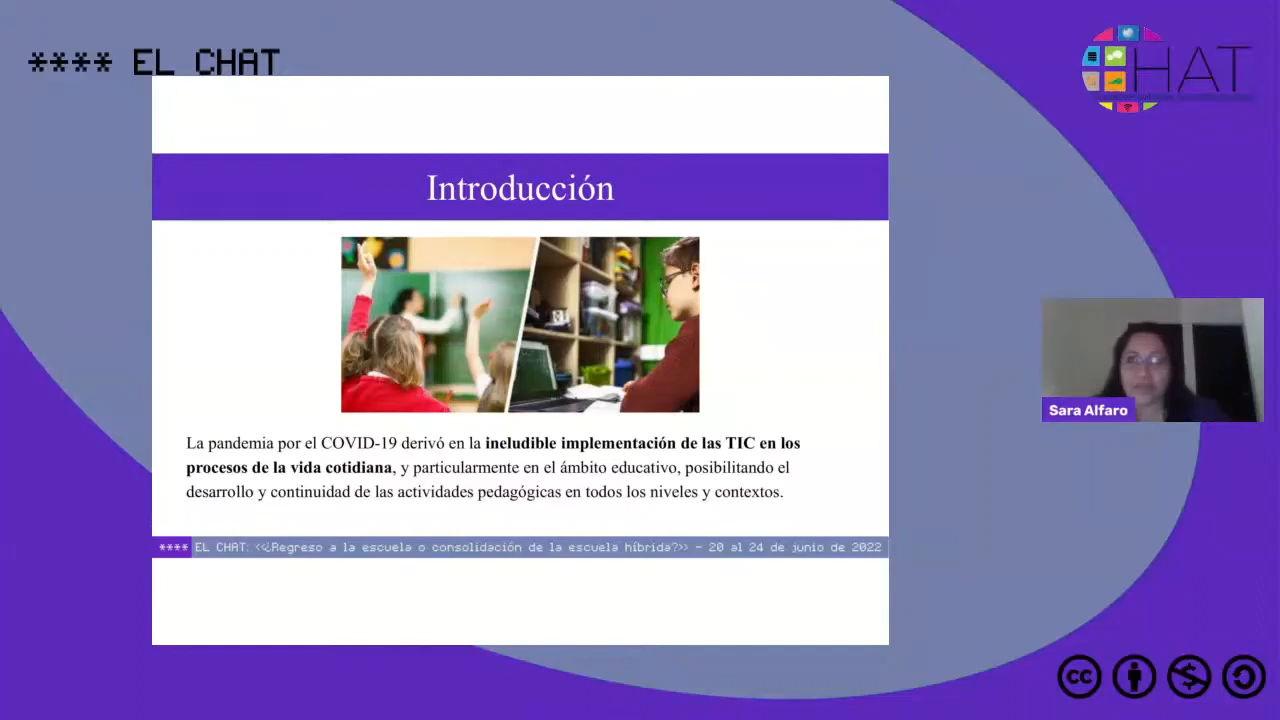 **** EL CHAT
HAT
Introducción
La pandemia por el COVID-19 derivó en la ineludible implementación de las TIC en los
procesos de la vida cotidiana, y particularmente en el ámbito educativo, posibilitando el
desarrollo y continuidad de las actividades pedagógicas en todos los niveles y contextos.
**** EL CHAT: <<¿Regreso a la escuela o consolidación de la escuela híbrida?>> - 20 al 24 de junio de 2022
Sara Alfaro
cc